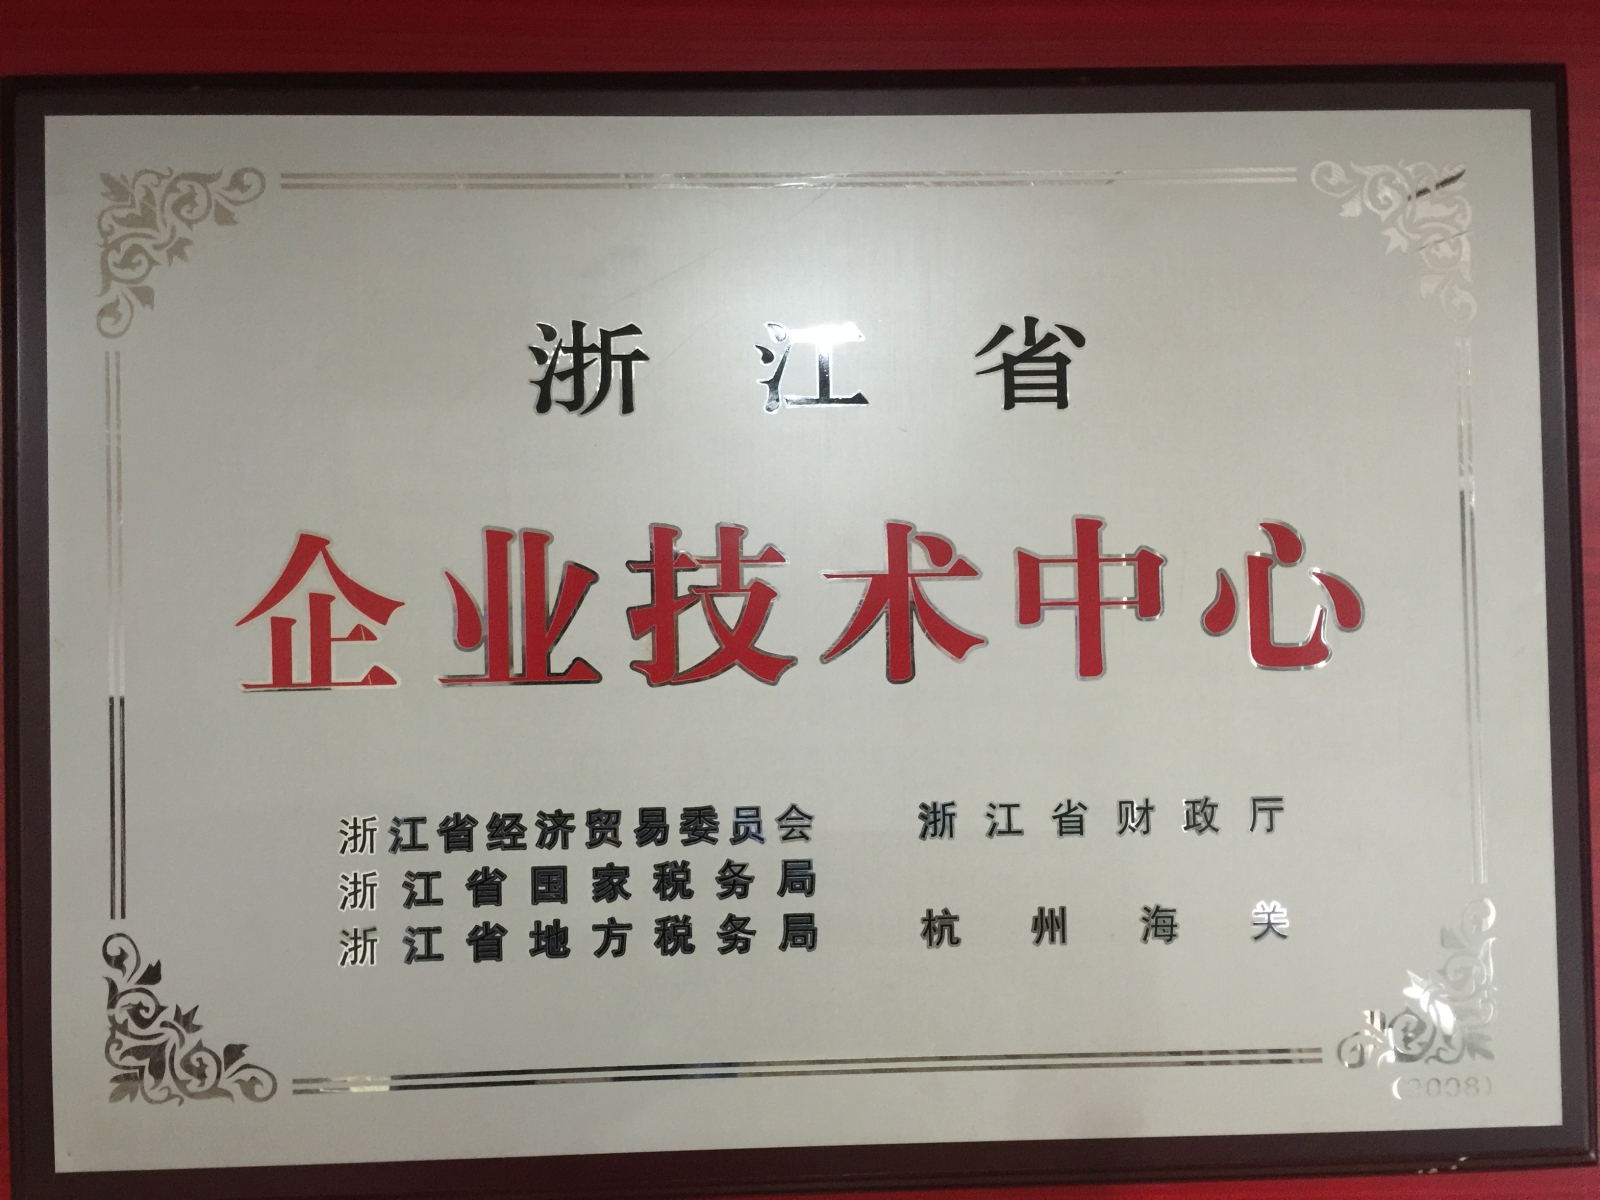 浙江省
企业技术中心
浙江省经济贸易委员会 浙江省财政厅
浙江省国家税务局
浙江省地方税务局 杭州海关
(2008)